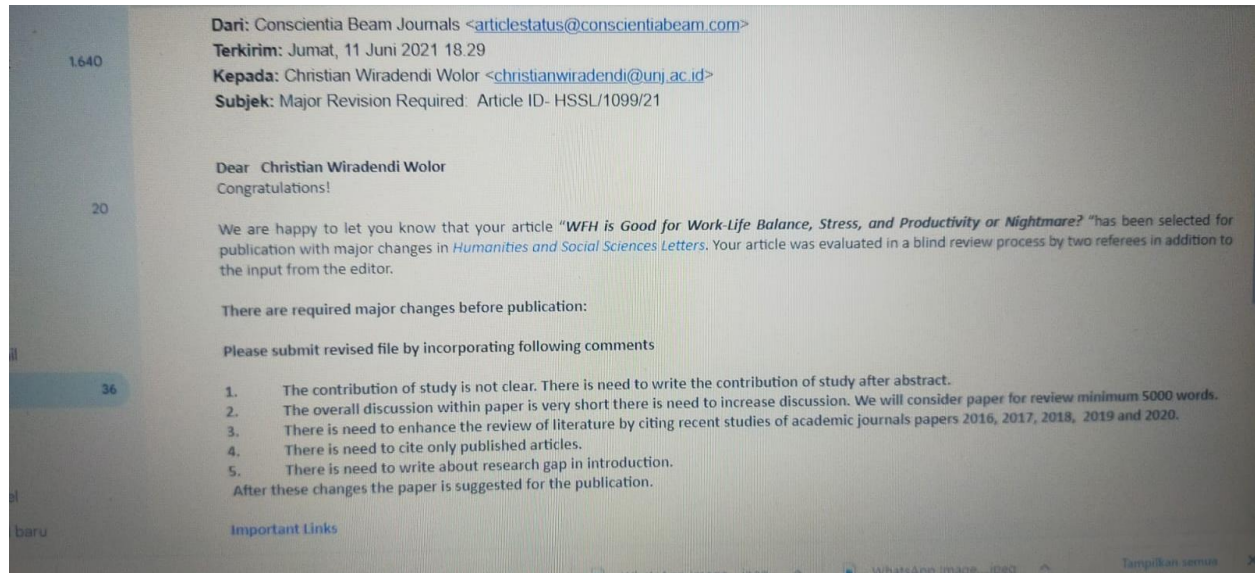 Dari: Conscientia Beam Journals <articlestatus@conscientiabeam.com>
1.640
Terkirim: Jumat, 11 Juni 2021 18.29
Kepada: Christian Wiradendi Wolor <christianwiradendi@unj.ac.id>
Subjek: Major Revision Required: Article ID- HSSL/1099/21
Dear Christian Wiradendi Wolor
Congratulations!
20
We are happy to let you know that your article "WFH is Good for Work-Life Balance, Stress, and Productivity or Nightmare? "has been selected for
publication with major changes in Humanities and Social Sciences Letters. Your article was evaluated in a blind review process by two referees in addition to
the input from the editor.
There are required major changes before publication:
Please submit revised file by incorporating following comments
36
1. The contribution of study is not clear. There is need to write the contribution of study after abstract.
2. The overall discussion within paper is very short there is need to increase discussion. We will consider paper for review minimum 5000 words.
3. There is need to enhance the review of literature by citing recent studies of academic journals papers 2016, 2017, 2018, 2019 and 2020.
4. There is need to cite only published articles.
5. There is need to write about research gap in introduction.
After these changes the paper is suggested for the publication.
baru
Important Links
WhatsApp Image
Tampilkan semua